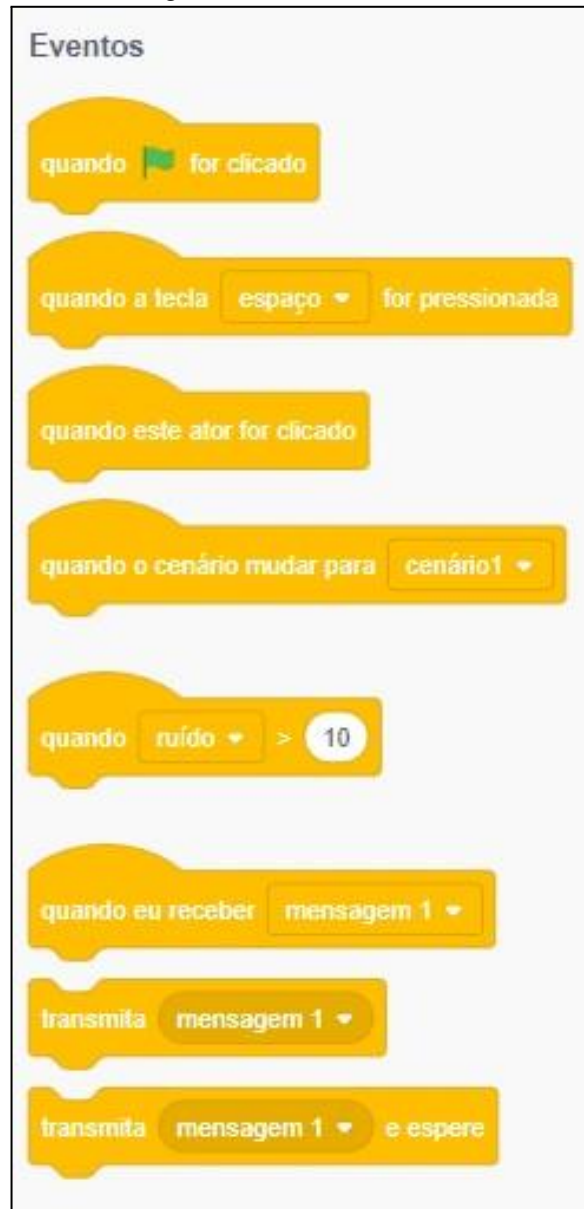 Eventos
quando for clicado
quando a tecla espaço for pressionada
quando este ator for clicado
quando o cenário mudar para cenário1
quando ruído > 10
quando eu receber mensagem 1
transmita mensagem 1
transmita mensagem 1 e espere